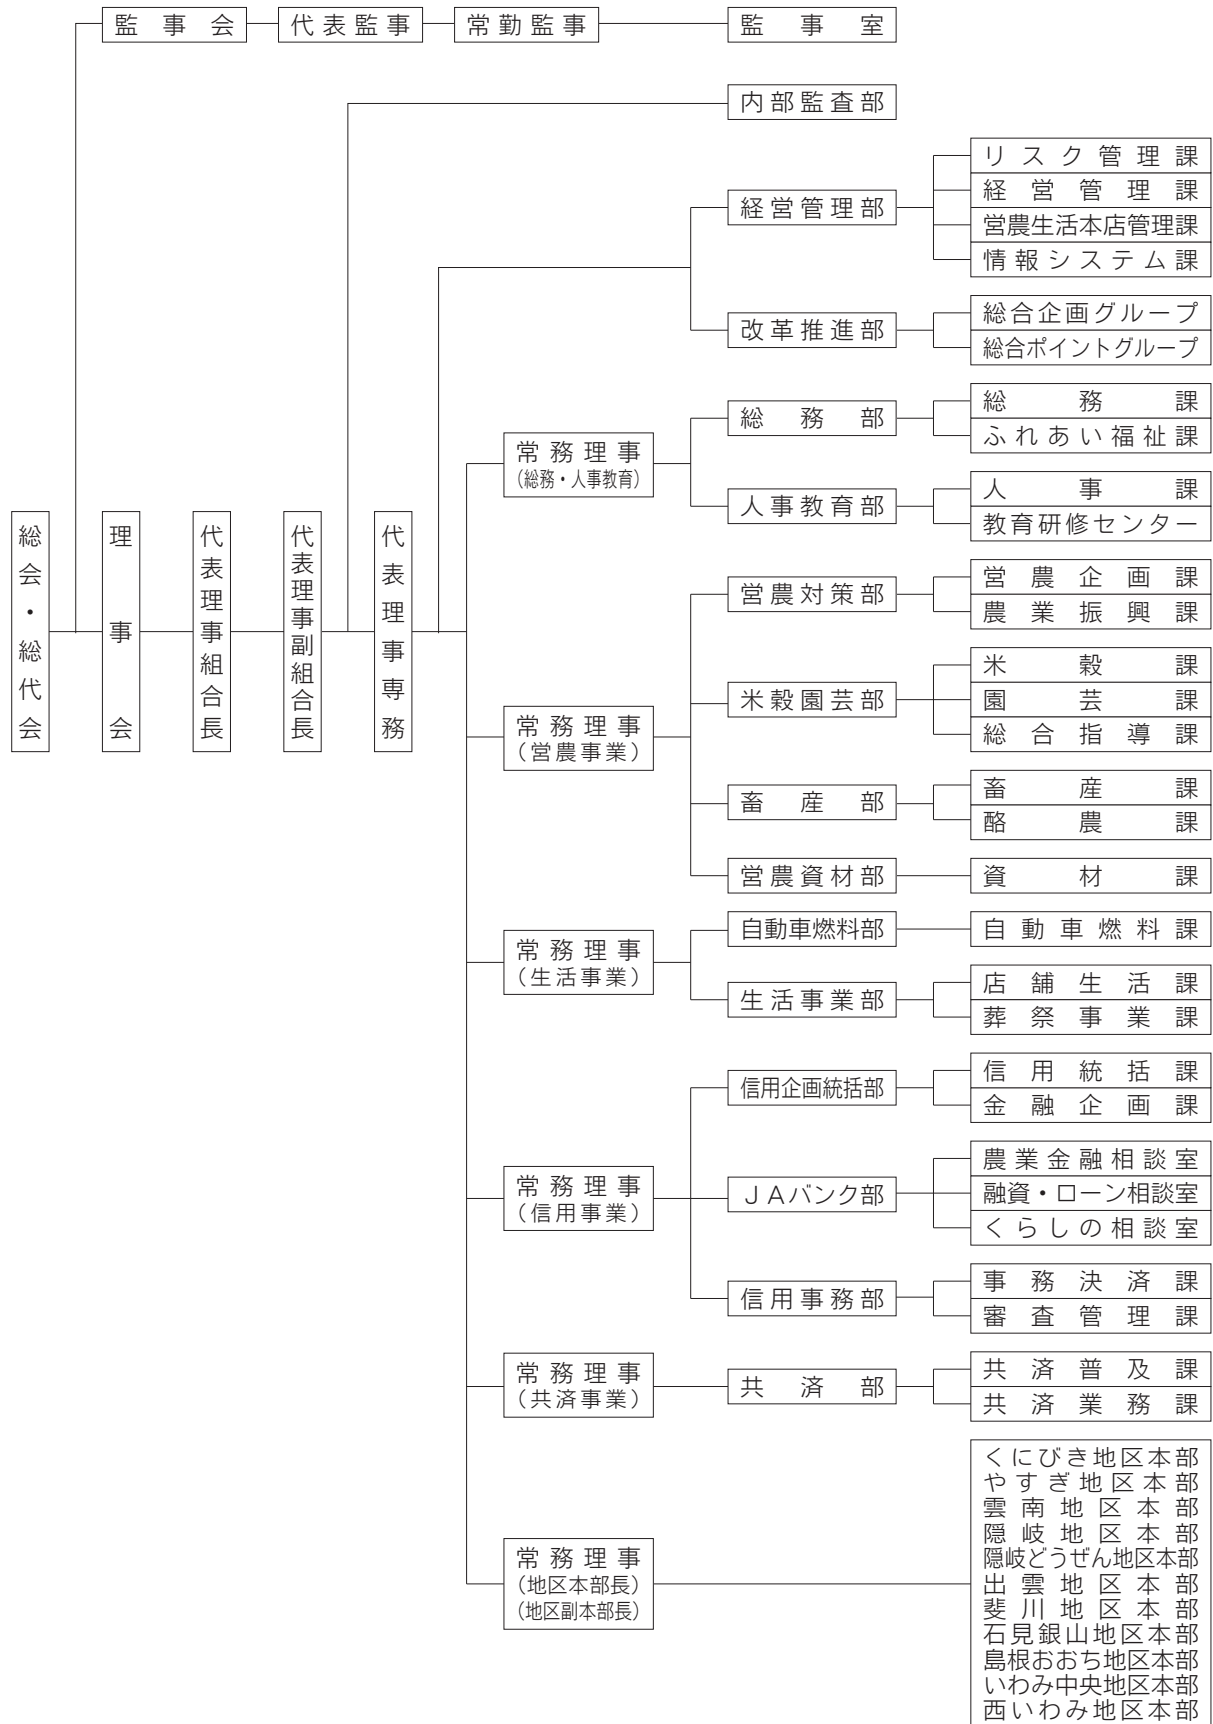 監事会
代表監事
常勤監事
監事室
内部監査部
総会・総代会
理事会
代表理事組合長
代表理事副組合長
代表理事専務
経営管理部
リスク管理課
経営管理課
営農生活本店管理課
情報システム課
改革推進部
総合企画グループ
総合ポイントグループ
常務理事
（総務・人事教育）
総務部
総務課
ふれあい福祉課
人事教育部
人事課
教育研修センター
常務理事
（営農事業）
営農対策部
営農企画課
農業振興課
米穀園芸部
米穀課
園芸課
総合指導課
畜産部
畜産課
酪農課
営農資材部
資材課
常務理事
（生活事業）
自動車燃料部
自動車燃料課
生活事業部
店舗生活課
葬祭事業課
常務理事
（信用事業）
信用企画統括部
信用統括課
金融企画課
ＪＡバンク部
農業金融相談室
融資・ローン相談室
くらしの相談室
信用事務部
事務決済課
審査管理課
常務理事
（共済事業）
共済部
共済普及課
共済業務課
常務理事
（地区本部長）
（地区副本部長）
くにびき地区本部
やすぎ地区本部
雲南地区本部
隠岐地区本部
隠岐どうぜん地区本部
出雲地区本部
斐川地区本部
石見銀山地区本部
島根おおち地区本部
いわみ中央地区本部
西いわみ地区本部